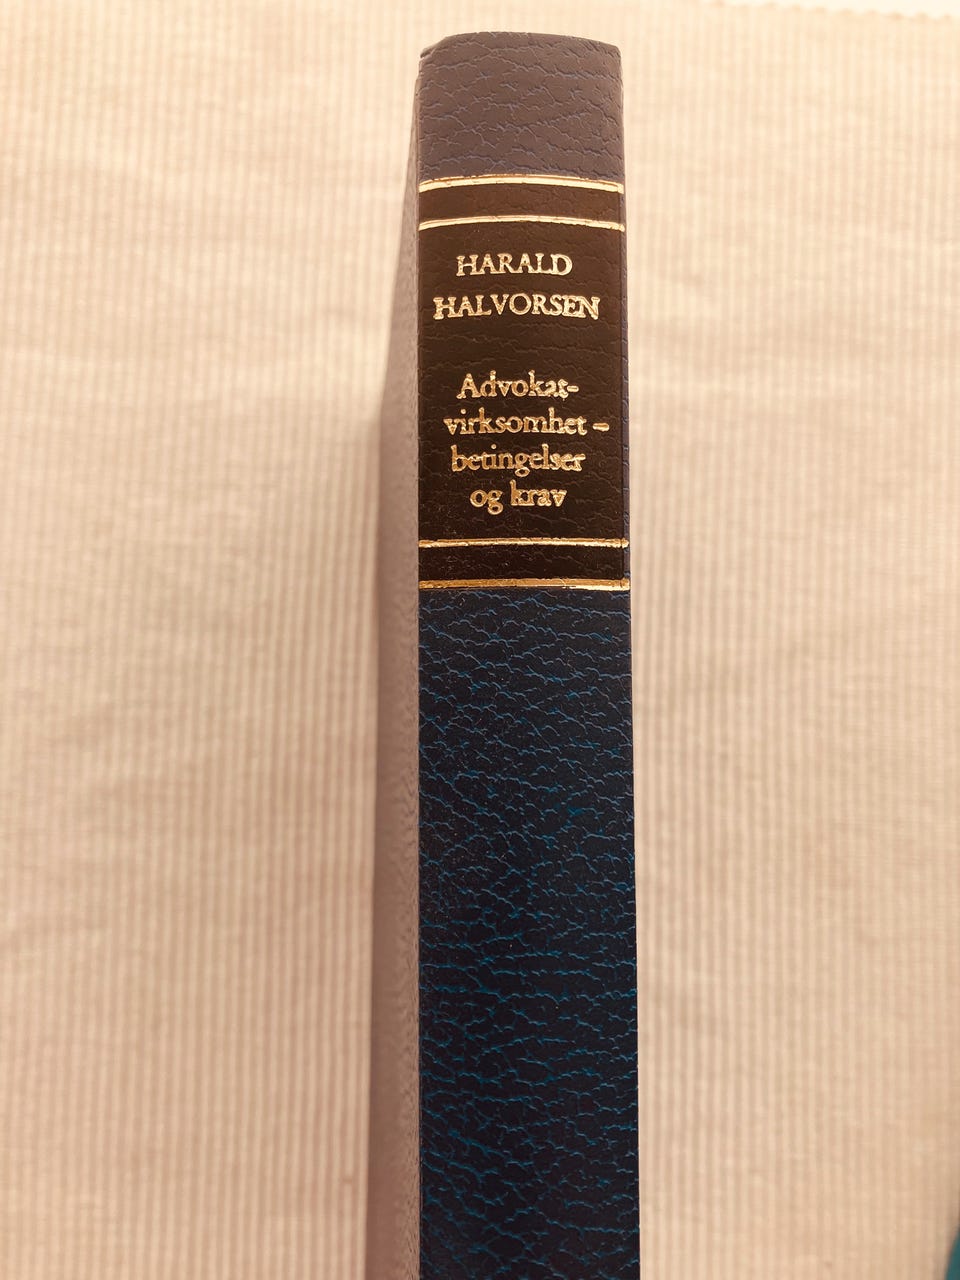 HARALD
HALVORSEN
Advokat-
virksomhet –
betingelser
og krav